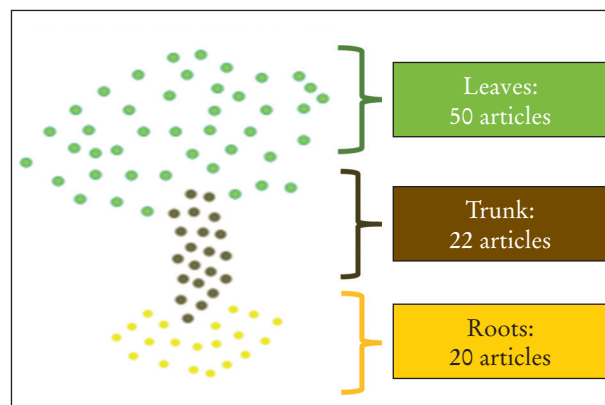 Leaves:
50 articles
Trunk:
22 articles
Roots:
20 articles